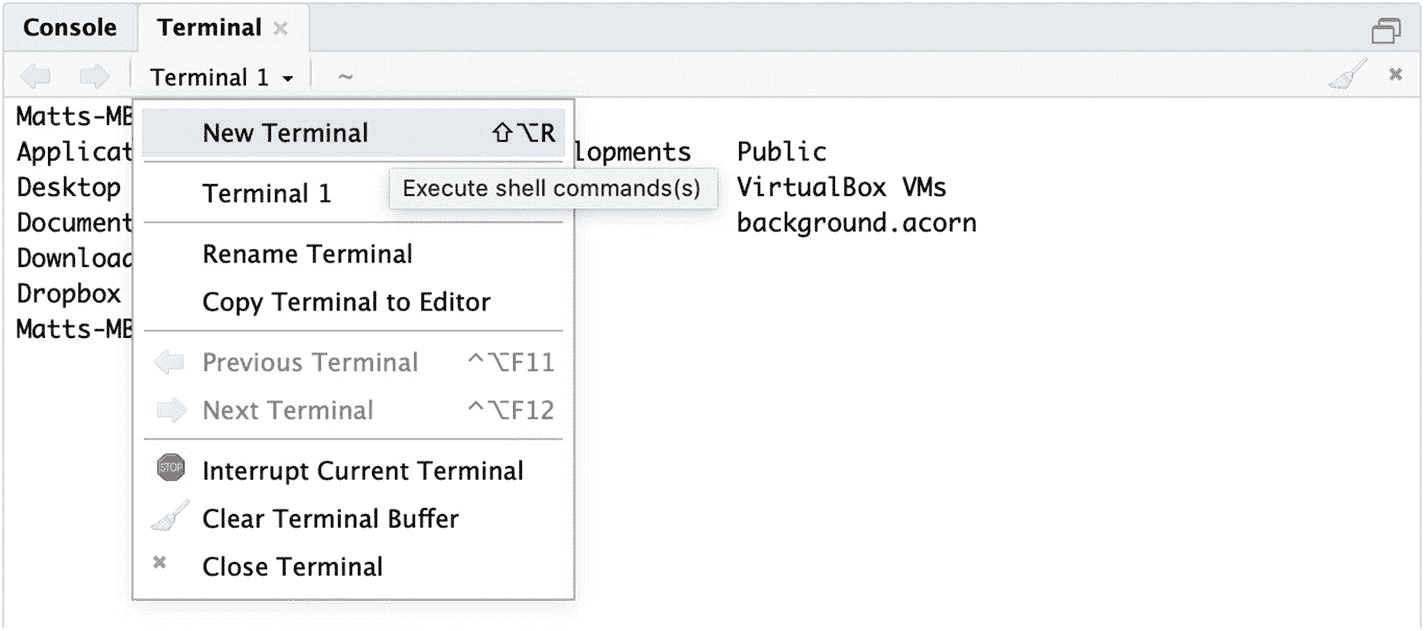 Console Terminal
Terminal 1 ~
Matts-MB
Applicat lopments Public
Desktop VirtualBox VMs
Document background.acorn
Downloa
Dropbox
Matts-MB
New Terminal ⇧⌥R
Execute shell commands(s)
Terminal 1
Rename Terminal
Copy Terminal to Editor
Previous Terminal ^⌥F11
Next Terminal ^⌥F12
STOP Interrupt Current Terminal
Clear Terminal Buffer
Close Terminal